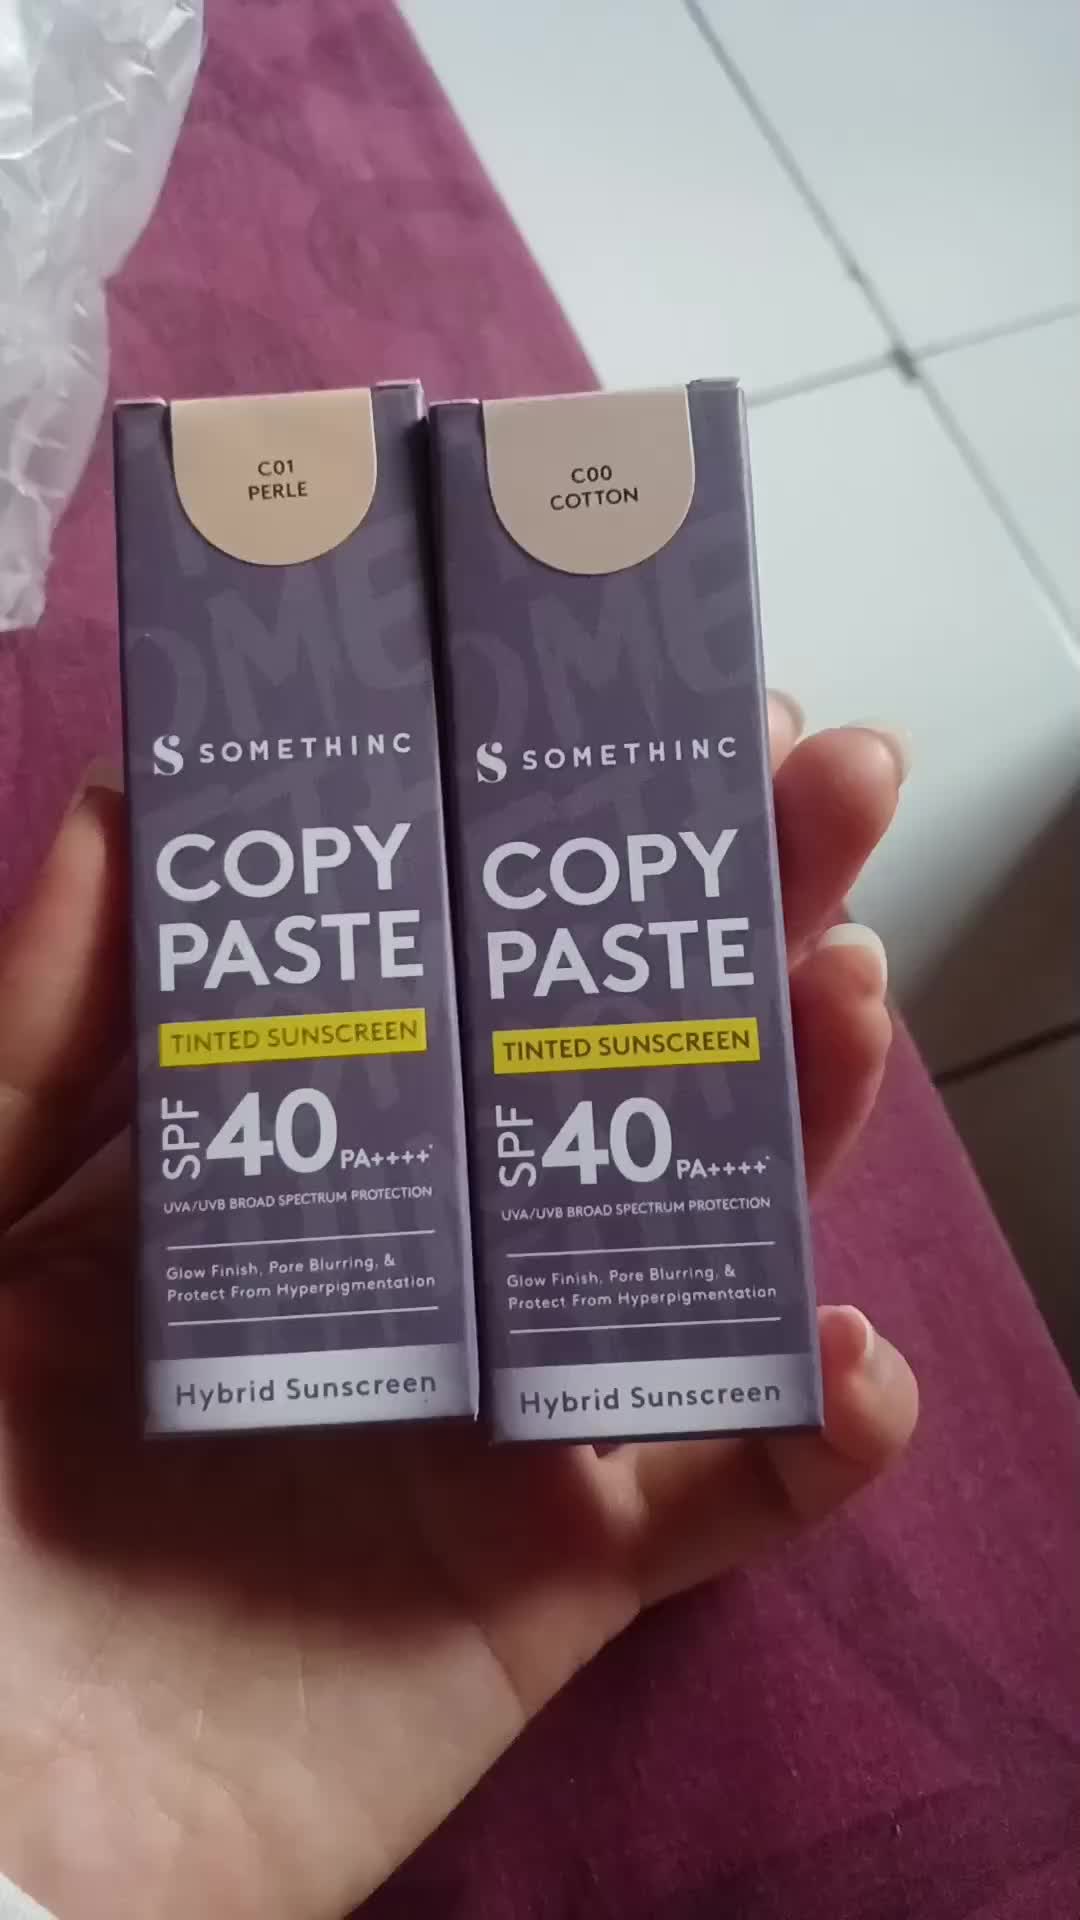 C01
PERLE
SOMETHINC
COPY
PASTE
TINTED SUNSCREEN
SPF 40 PA++++*
UVA/UVB BROAD SPECTRUM PROTECTION
Glow Finish, Pore Blurring, &
Protect From Hyperpigmentation
Hybrid Sunscreen
C00
COTTON
SOMETHINC
COPY
PASTE
TINTED SUNSCREEN
SPF 40 PA++++*
UVA/UVB BROAD SPECTRUM PROTECTION
Glow Finish, Pore Blurring, &
Protect From Hyperpigmentation
Hybrid Sunscreen